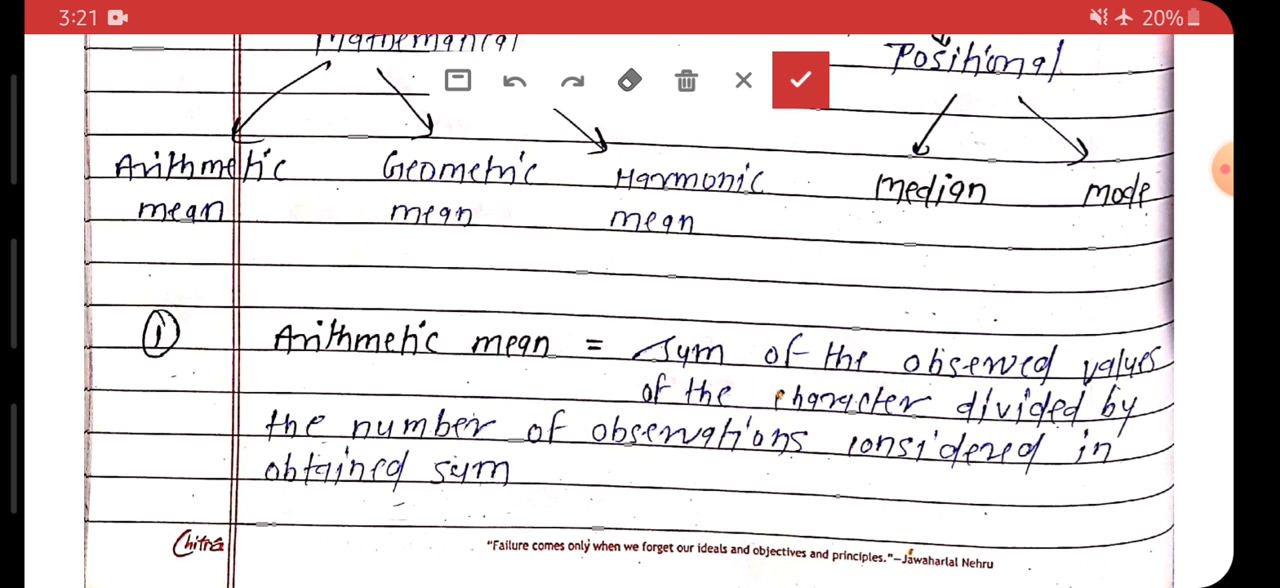 3:21 20%
Mathematical Positional
Arithmetic Geometric Harmonic Median Mode
mean mean mean
① Arithmetic mean = Sum of the observed values
of the character divided by
the number of observations considered in
obtained sum
Chitra "Failure comes only when we forget our ideals and objectives and principles."—Jawaharlal Nehru